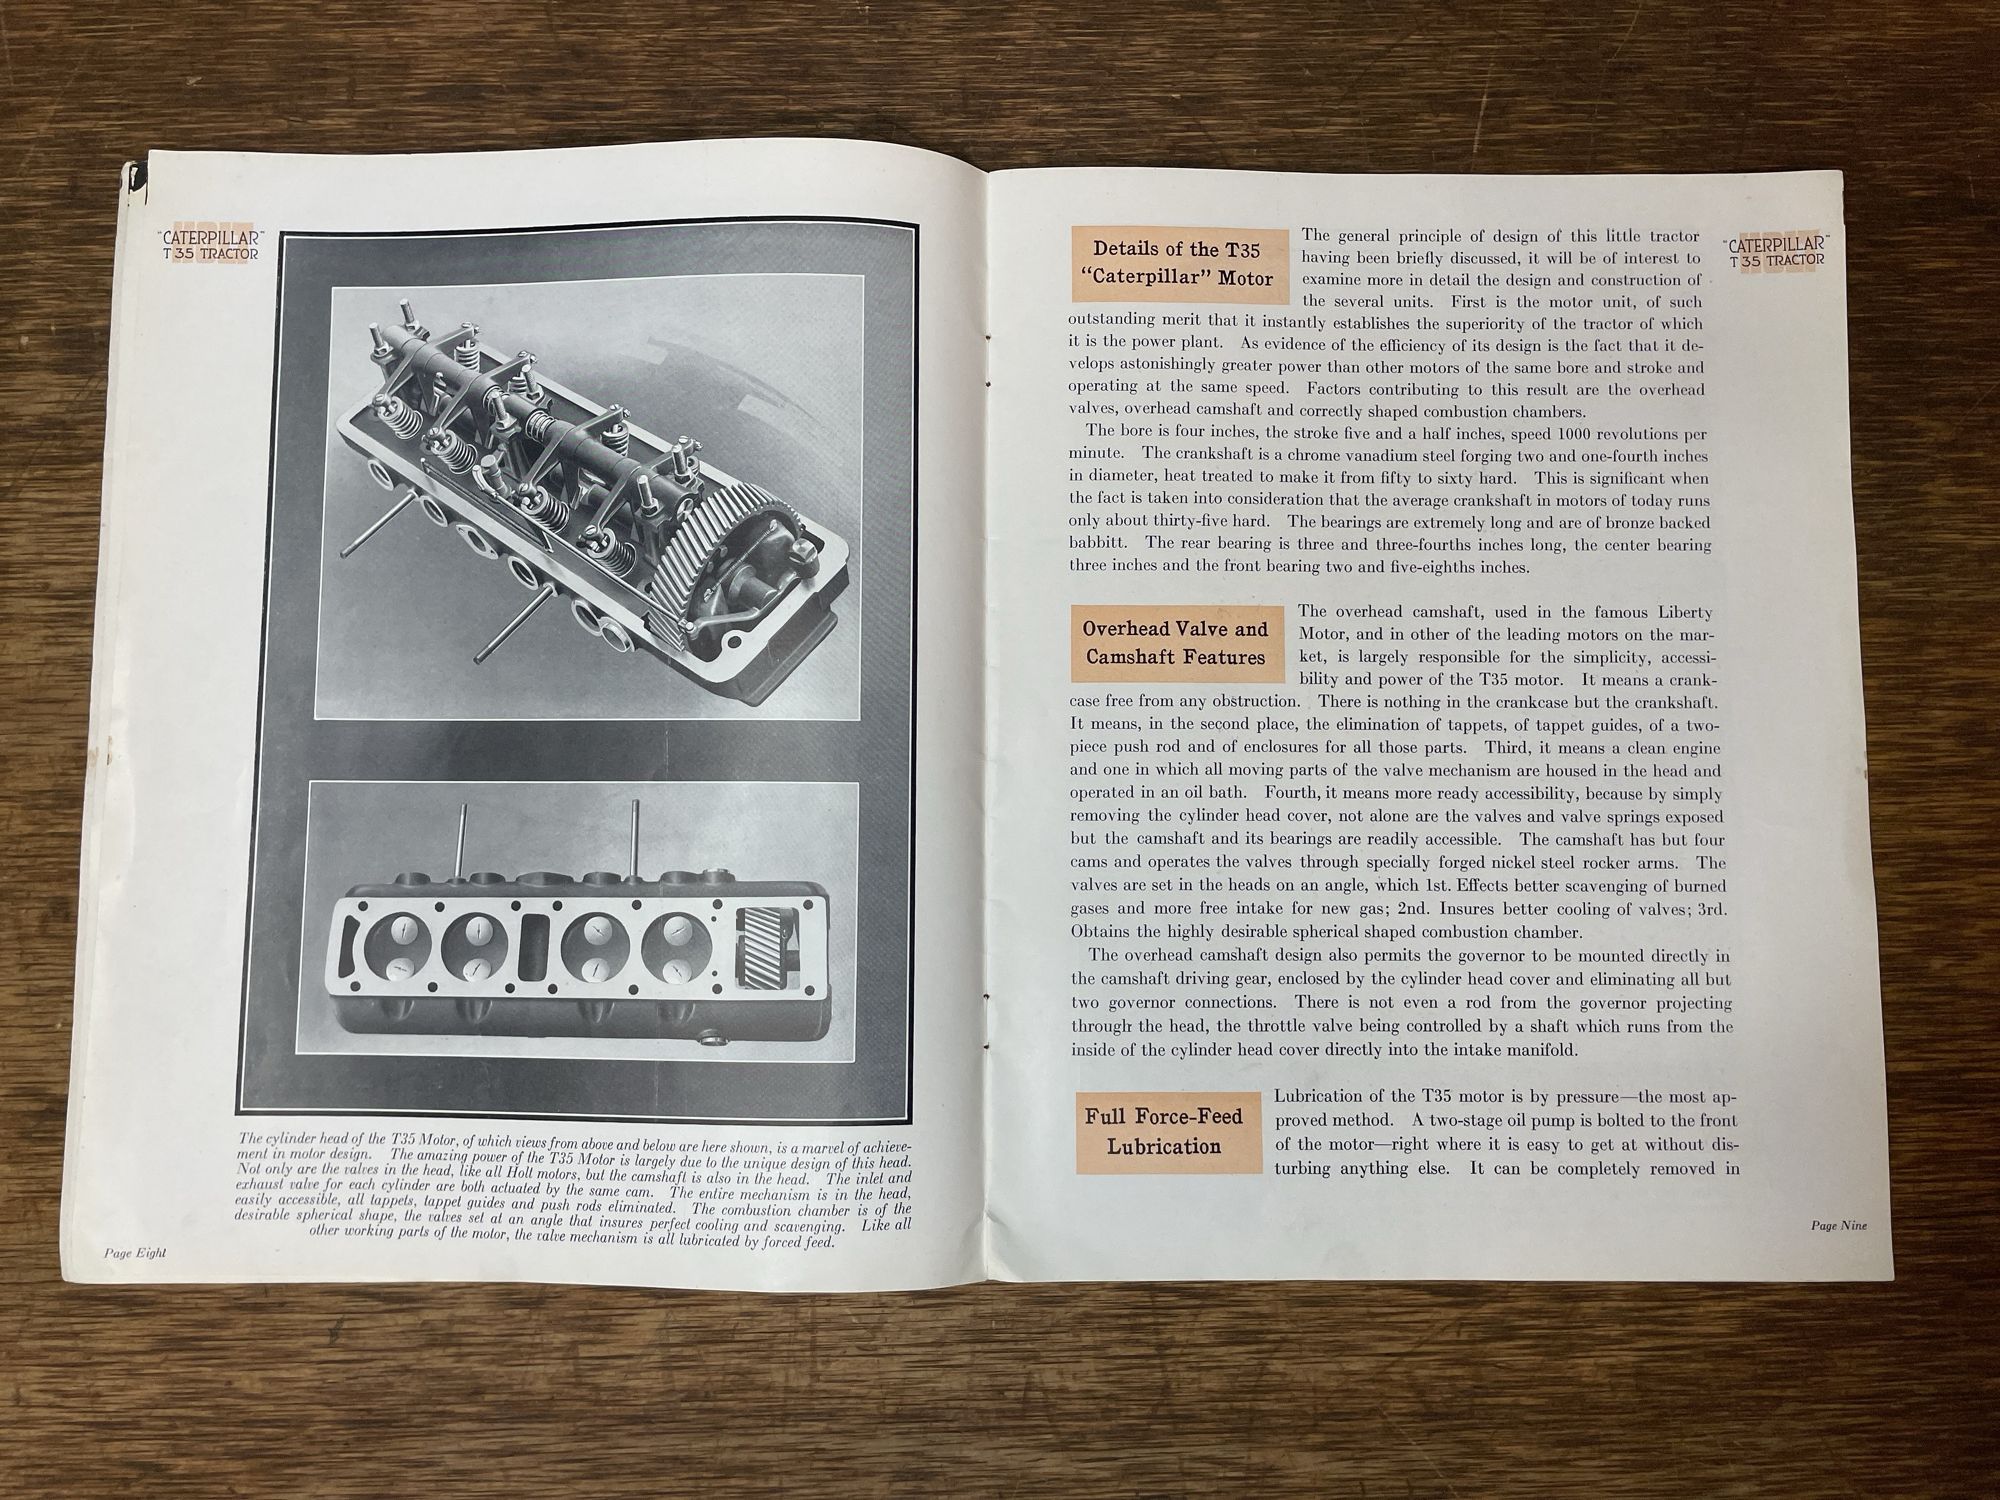 HOLT
"CATERPILLAR"
T 35 TRACTOR
The cylinder head of the T35 Motor, of which views from above and below are here shown, is a marvel of achieve-
ment in motor design. The amazing power of the T35 Motor is largely due to the unique design of this head.
Not only are the valves in the head, like all Holt motors, but the camshaft is also in the head. The inlet and
exhaust valve for each cylinder are both actuated by the same cam. The entire mechanism is in the head,
easily accessible, all tappets, tappet guides and push rods eliminated. The combustion chamber is of the
desirable spherical shape, the valves set at an angle that insures perfect cooling and scavenging. Like all
other working parts of the motor, the valve mechanism is all lubricated by forced feed.
Page Eight
HOLT
"CATERPILLAR"
T 35 TRACTOR
Details of the T35
"Caterpillar" Motor
The general principle of design of this little tractor
having been briefly discussed, it will be of interest to
examine more in detail the design and construction of
the several units. First is the motor unit, of such
outstanding merit that it instantly establishes the superiority of the tractor of which
it is the power plant. As evidence of the efficiency of its design is the fact that it de-
velops astonishingly greater power than other motors of the same bore and stroke and
operating at the same speed. Factors contributing to this result are the overhead
valves, overhead camshaft and correctly shaped combustion chambers.
The bore is four inches, the stroke five and a half inches, speed 1000 revolutions per
minute. The crankshaft is a chrome vanadium steel forging two and one-fourth inches
in diameter, heat treated to make it from fifty to sixty hard. This is significant when
the fact is taken into consideration that the average crankshaft in motors of today runs
only about thirty-five hard. The bearings are extremely long and are of bronze backed
babbitt. The rear bearing is three and three-fourths inches long, the center bearing
three inches and the front bearing two and five-eighths inches.
Overhead Valve and
Camshaft Features
The overhead camshaft, used in the famous Liberty
Motor, and in other of the leading motors on the mar-
ket, is largely responsible for the simplicity, accessi-
bility and power of the T35 motor. It means a crank-
case free from any obstruction. There is nothing in the crankcase but the crankshaft.
It means, in the second place, the elimination of tappets, of tappet guides, of a two-
piece push rod and of enclosures for all those parts. Third, it means a clean engine
and one in which all moving parts of the valve mechanism are housed in the head and
operated in an oil bath. Fourth, it means more ready accessibility, because by simply
removing the cylinder head cover, not alone are the valves and valve springs exposed
but the camshaft and its bearings are readily accessible. The camshaft has but four
cams and operates the valves through specially forged nickel steel rocker arms. The
valves are set in the heads on an angle, which 1st. Effects better scavenging of burned
gases and more free intake for new gas; 2nd. Insures better cooling of valves; 3rd.
Obtains the highly desirable spherical shaped combustion chamber.
The overhead camshaft design also permits the governor to be mounted directly in
the camshaft driving gear, enclosed by the cylinder head cover and eliminating all but
two governor connections. There is not even a rod from the governor projecting
through the head, the throttle valve being controlled by a shaft which runs from the
inside of the cylinder head cover directly into the intake manifold.
Full Force-Feed
Lubrication
Lubrication of the T35 motor is by pressure—the most ap-
proved method. A two-stage oil pump is bolted to the front
of the motor—right where it is easy to get at without dis-
turbing anything else. It can be completely removed in
Page Nine